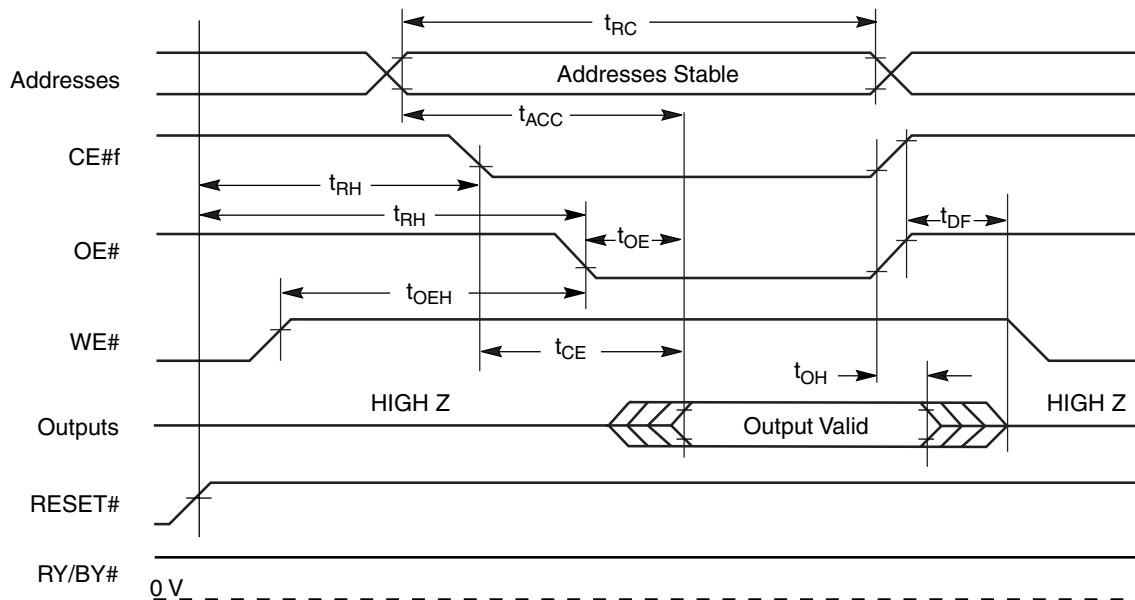 tRC
Addresses
Addresses Stable
tACC
CE#f
tRH
tRH
tOE
tDF
OE#
tOEH
WE#
tCE
tOH
HIGH Z
HIGH Z
Outputs
Output Valid
RESET#
RY/BY#
0 V